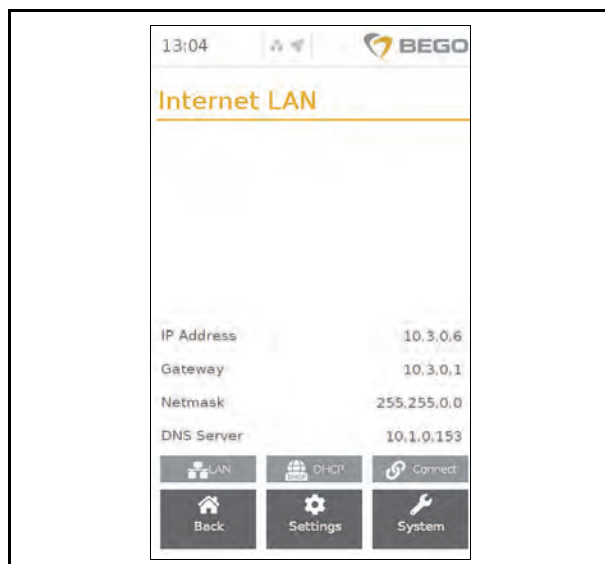 13:04 BEGO
Internet LAN
IP Address 10.3.0.6
Gateway 10.3.0.1
Netmask 255.255.0.0
DNS Server 10.1.0.153
LAN DHCP DHCP Connect
Back Settings System